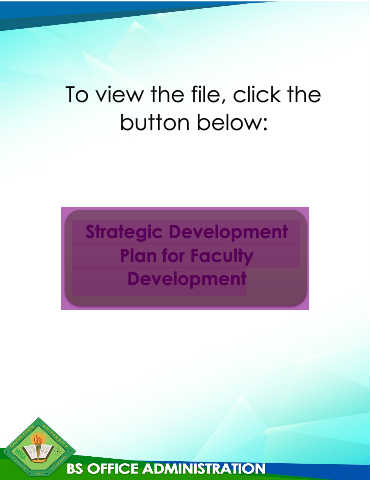 To view the file, click the
button below:
Strategic Development
Plan for Faculty
Development
BS OFFICE ADMINISTRATION